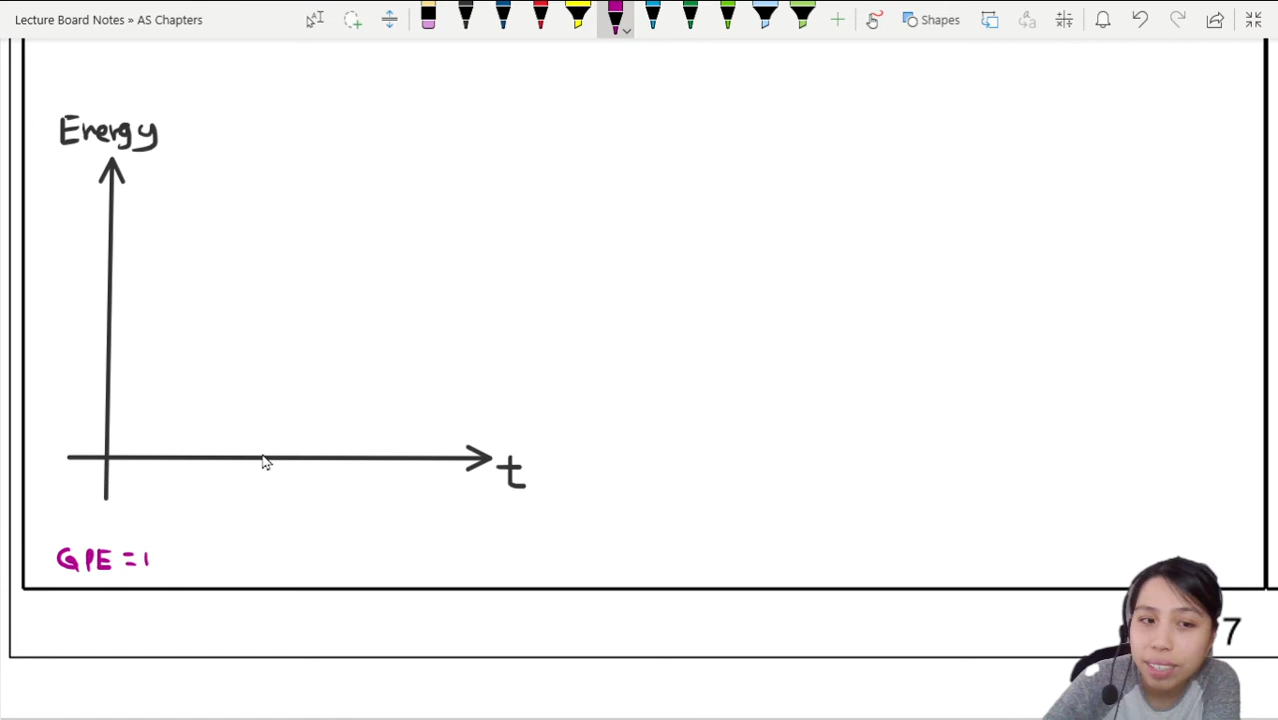 Lecture Board Notes » AS Chapters
Shapes
Energy
t
GPE =
7